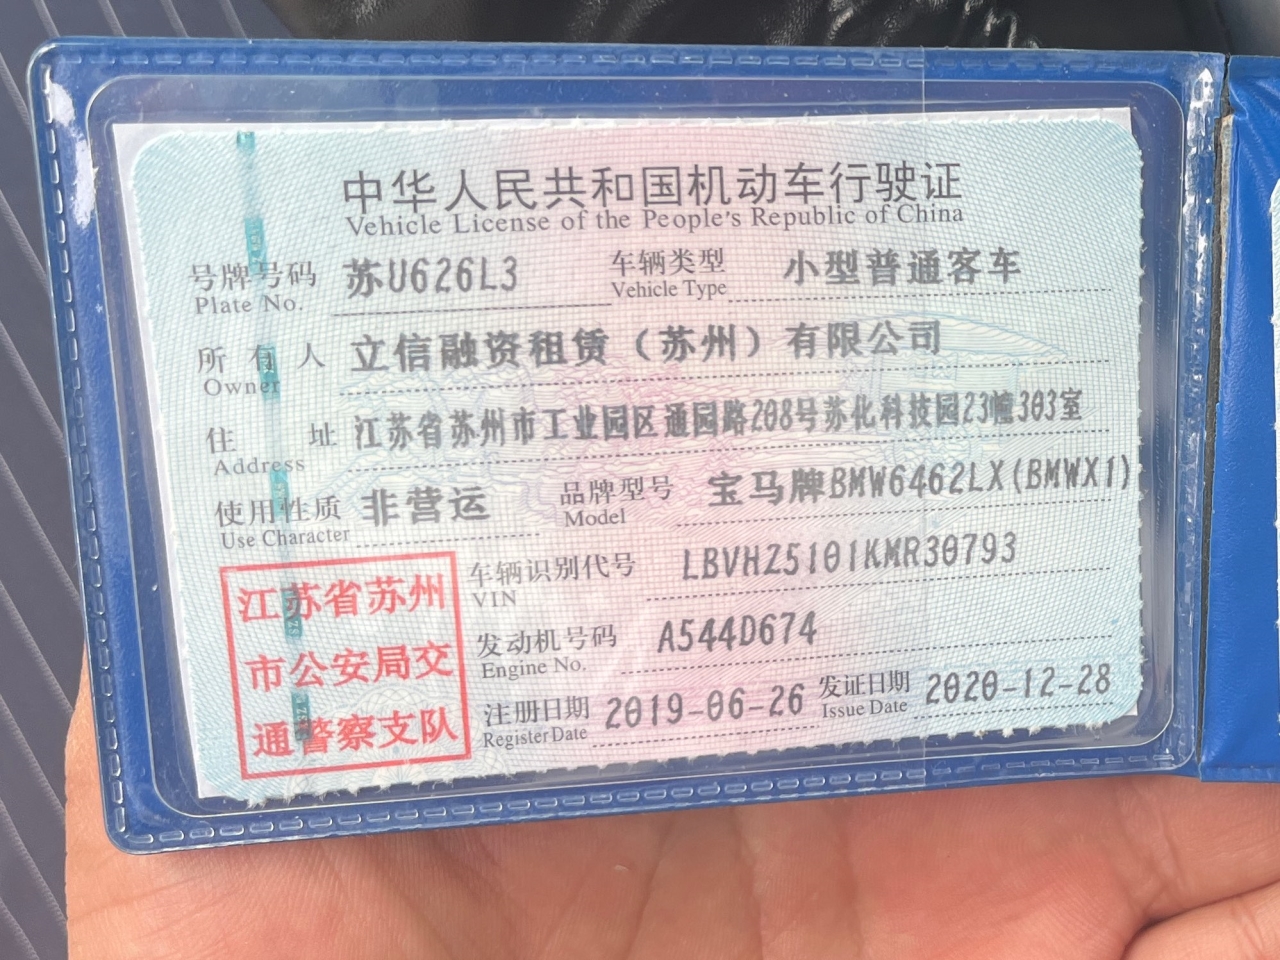 中华人民共和国机动车行驶证
Vehicle License of the People's Republic of China
号牌号码 苏U626L3 车辆类型 小型普通客车
Plate No. Vehicle Type
所有人 立信融资租赁（苏州）有限公司
Owner
住址 江苏省苏州市工业园区通园路208号苏化科技园23幢303室
Address
使用性质 非营运 品牌型号 宝马牌BMW6462LX(BMWX1)
Use Character Model
车辆识别代号 LBVHZ5101KMR30793
VIN
发动机号码 A544D674
Engine No.
注册日期 2019-06-26 发证日期 2020-12-28
Register Date Issue Date
江苏省苏州
市公安局交
通警察支队